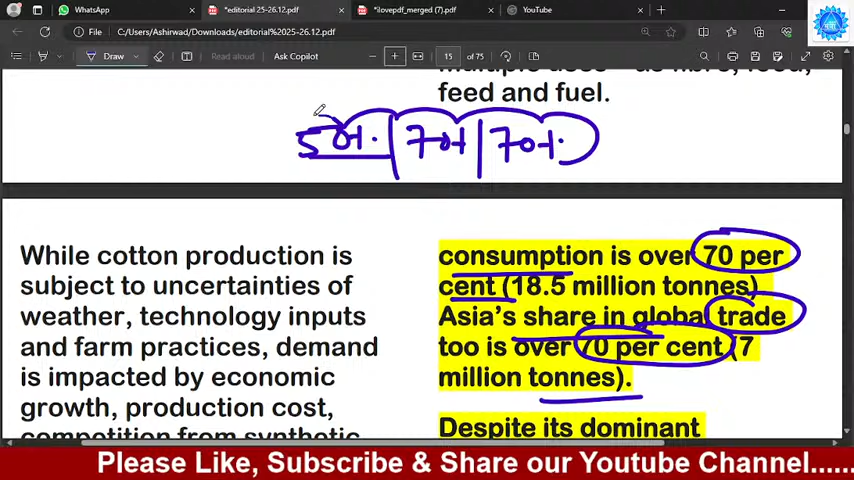 WhatsApp
*editorial 25-26.12.pdf
*ilovepdf_merged (7).pdf
YouTube
File
C:/Users/Ashirwad/Downloads/editorial%2025-26.12.pdf
Draw
Read aloud
Ask Copilot
15
of 75
feed and fuel.
50%. 70% 70%.
While cotton production is
subject to uncertainties of
weather, technology inputs
and farm practices, demand
is impacted by economic
growth, production cost,
competition from synthetic
consumption is over 70 per
cent (18.5 million tonnes)
Asia's share in global trade
too is over 70 per cent (7
million tonnes).
Despite its dominant
Please Like, Subscribe & Share our Youtube Channel....